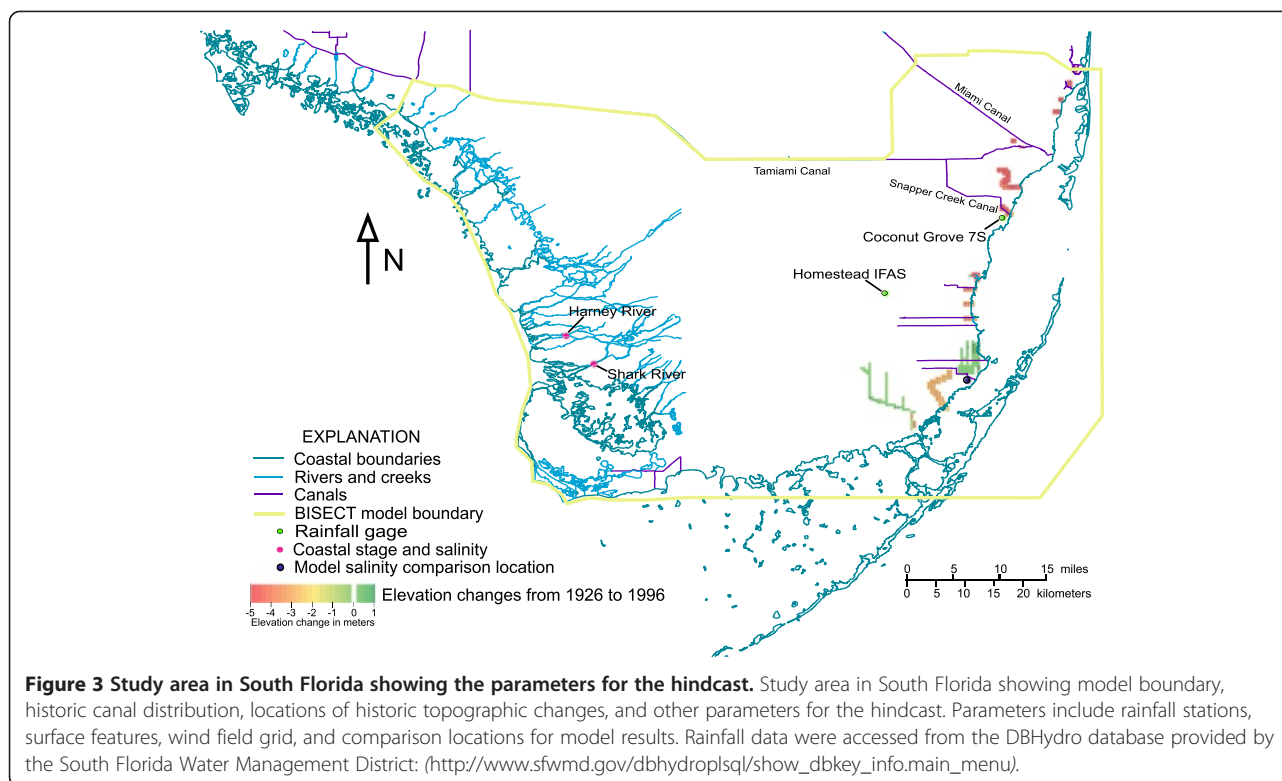 Miami Canal
Tamiami Canal
Snapper Creek Canal
Coconut Grove 7S
Homestead IFAS
N
Harney River
Shark River
EXPLANATION
Coastal boundaries
Rivers and creeks
Canals
BISECT model boundary
Rainfall gage
Coastal stage and salinity
Model salinity comparison location
Elevation changes from 1926 to 1996
-5 -4 -3 -2 -1 0 1
Elevation change in meters
0 5 10 15 miles
0 5 10 15 20 kilometers
Figure 3 Study area in South Florida showing the parameters for the hindcast. Study area in South Florida showing model boundary,
historic canal distribution, locations of historic topographic changes, and other parameters for the hindcast. Parameters include rainfall stations,
surface features, wind field grid, and comparison locations for model results. Rainfall data were accessed from the DBHydro database provided by
the South Florida Water Management District: (http://www.sfwmd.gov/dbhydroplsql/show_dbkey_info.main_menu).